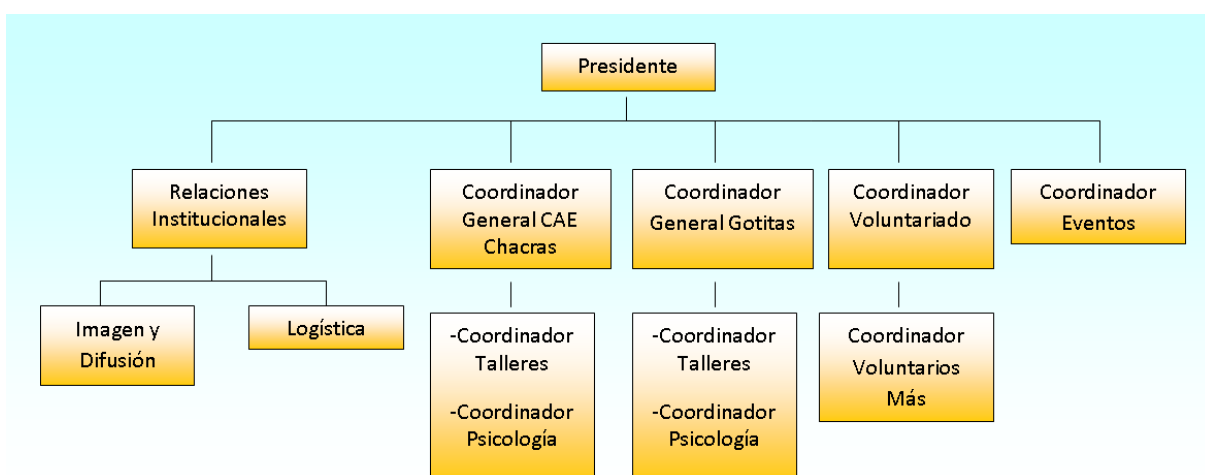 Presidente
Relaciones
Institucionales
Coordinador
General CAE
Chacras
Coordinador
General Gotitas
Coordinador
Voluntariado
Coordinador
Eventos
Imagen y
Difusión
Logística
-Coordinador
Talleres
-Coordinador
Psicología
-Coordinador
Talleres
-Coordinador
Psicología
Coordinador
Voluntarios
Más